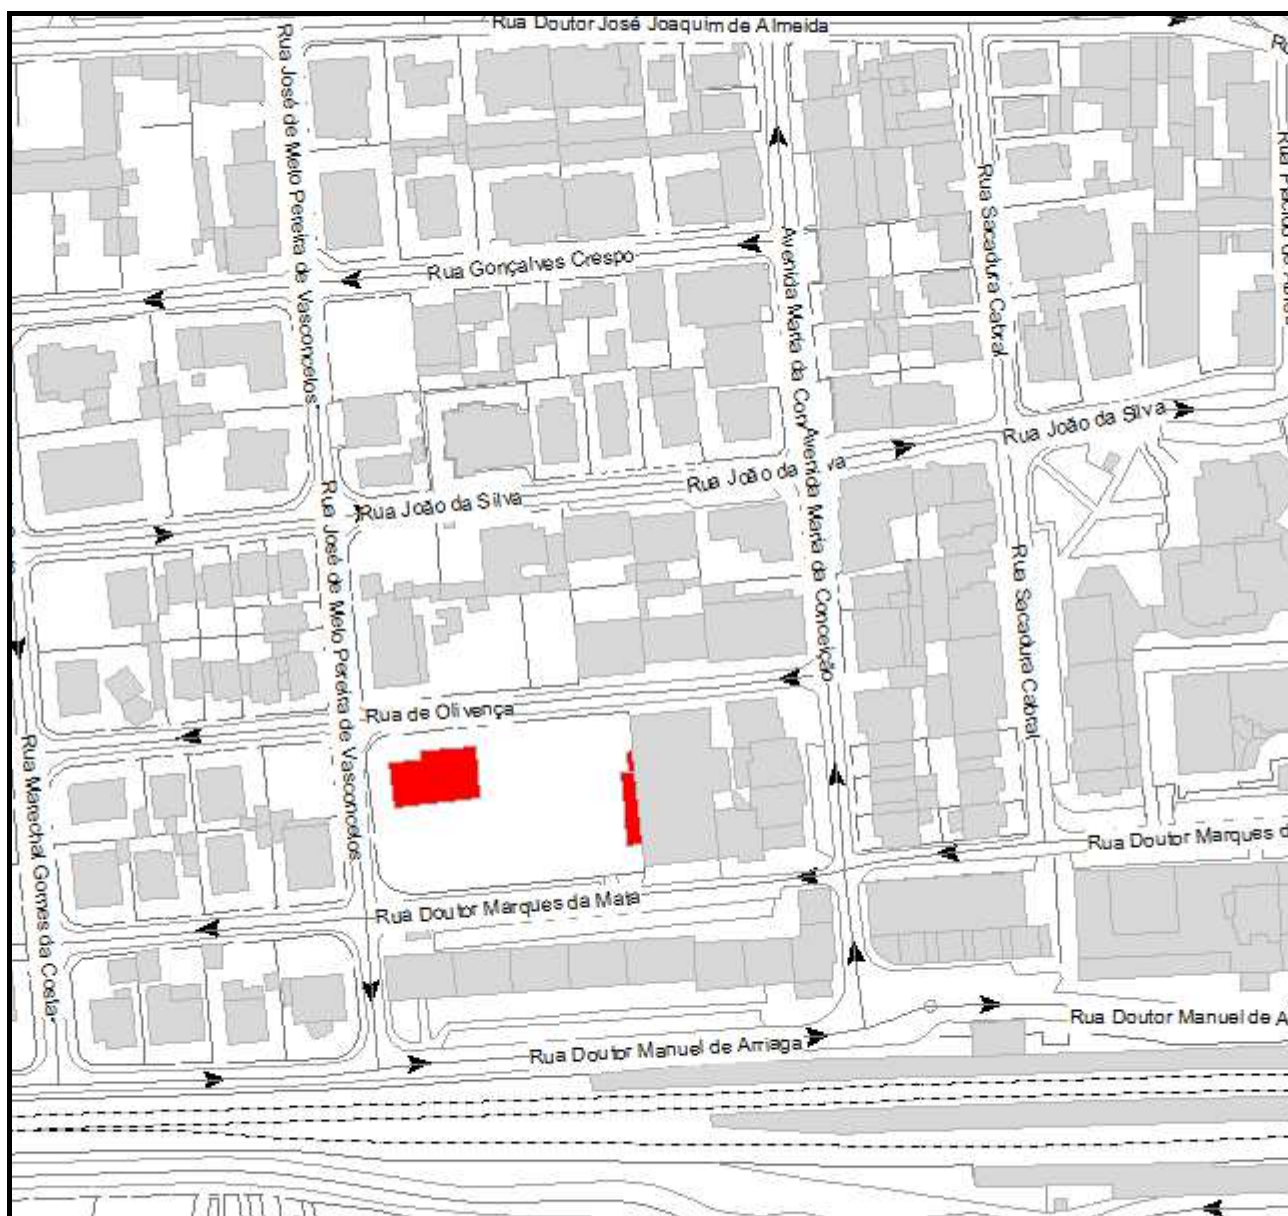 Rua Doutor José Joaquim de Almeida
Rua José de Melo Pereira de Vasconcelos
Rua Sacadura Cabral
Avenida Maria da Con
Rua Gonçalves Crespo
Rua João da Silva
Avenida Maria da Conceição
Rua João da
Rua João da Silva
Rua José de Melo Pereira de Vasconcelos
Rua Sacadura Cabral
Rua de Olivença
Rua Marechal Gomes da Costa
Rua Doutor Marques d
Rua Doutor Marques da Mata
Rua Doutor Manuel de A
Rua Doutor Manuel de Arriaga